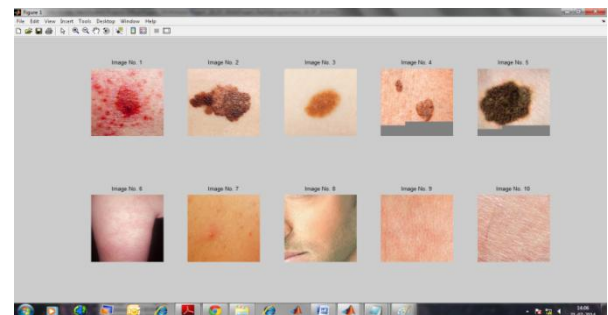 Figure 1
File Edit View Insert Tools Desktop Window Help
Image No. 1
Image No. 2
Image No. 3
Image No. 4
Image No. 5
Image No. 6
Image No. 7
Image No. 8
Image No. 9
Image No. 10